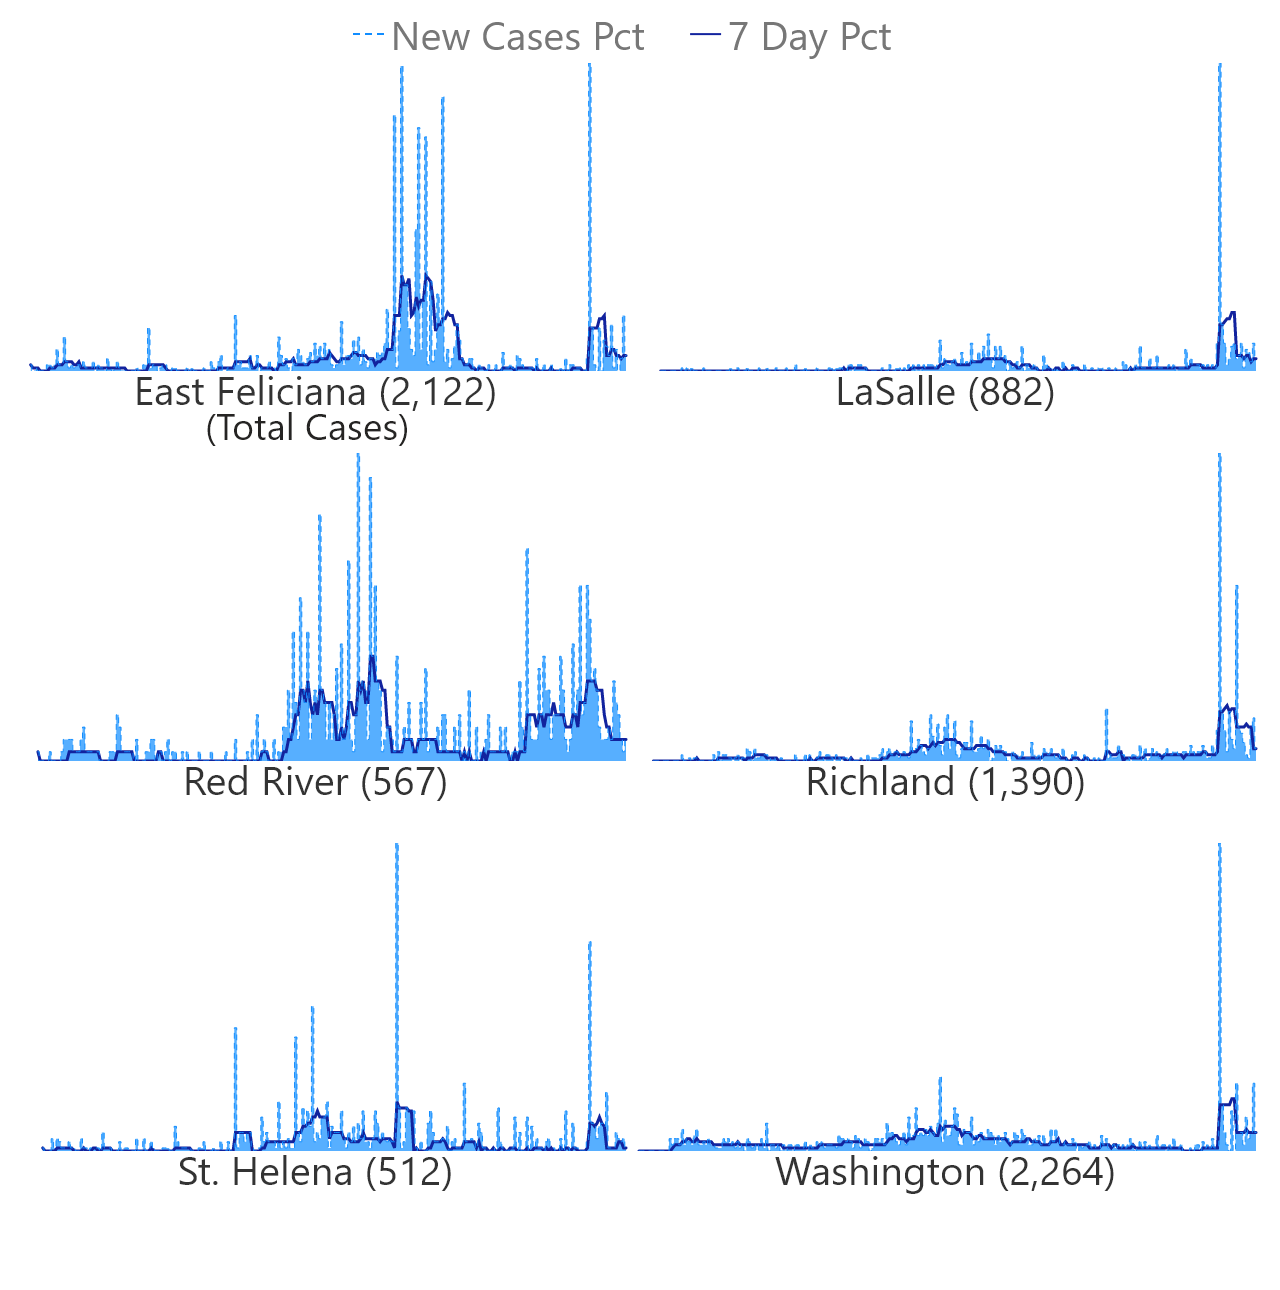 New Cases Pct 7 Day Pct
East Feliciana (2,122)
(Total Cases)
LaSalle (882)
Red River (567)
Richland (1,390)
St. Helena (512)
Washington (2,264)